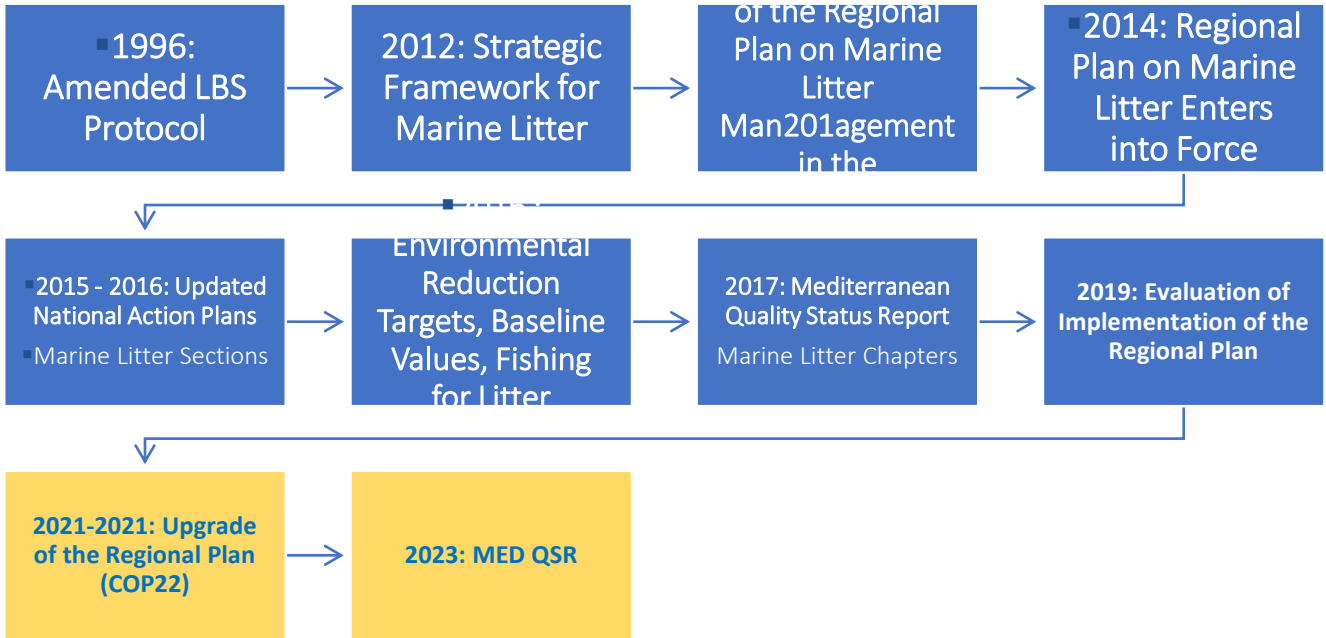 ▪1996:
Amended LBS
Protocol
2012: Strategic
Framework for
Marine Litter
of the Regional
Plan on Marine
Litter
Man201agement
in the
▪2014: Regional
Plan on Marine
Litter Enters
into Force
▪2015 - 2016: Updated
National Action Plans
▪Marine Litter Sections
Environmental
Reduction
Targets, Baseline
Values, Fishing
for Litter
2017: Mediterranean
Quality Status Report
Marine Litter Chapters
2019: Evaluation of
Implementation of the
Regional Plan
2021-2021: Upgrade
of the Regional Plan
(COP22)
2023: MED QSR